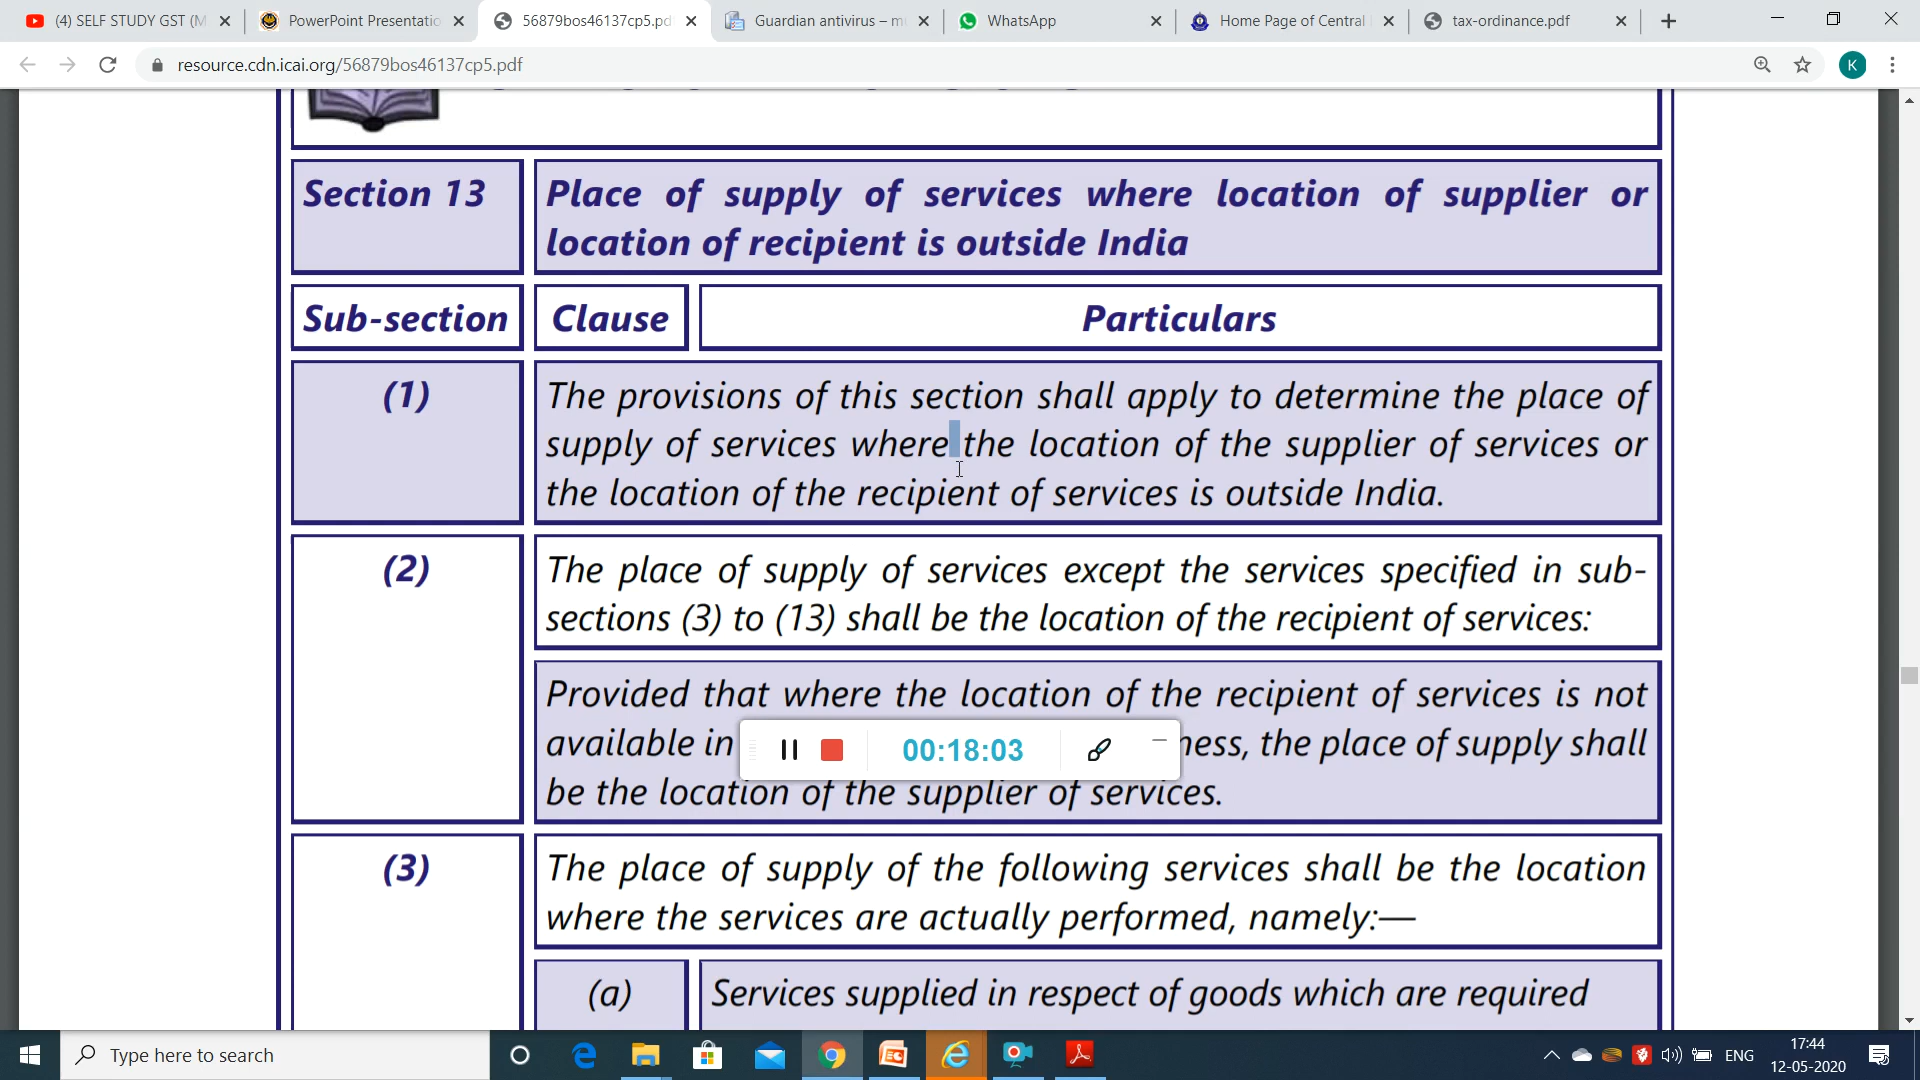 (4) SELF STUDY GST (M
PowerPoint Presentatio
56879bos46137cp5.pd
Guardian antivirus – m
WhatsApp
Home Page of Central
tax-ordinance.pdf
resource.cdn.icai.org/56879bos46137cp5.pdf
K
Section 13
Place of supply of services where location of supplier or
location of recipient is outside India
Sub-section
Clause
Particulars
(1)
The provisions of this section shall apply to determine the place of
supply of services where the location of the supplier of services or
the location of the recipient of services is outside India.
(2)
The place of supply of services except the services specified in sub-
sections (3) to (13) shall be the location of the recipient of services:
Provided that where the location of the recipient of services is not
available in
ness, the place of supply shall
00:18:03
be the location of the supplier of services.
(3)
The place of supply of the following services shall be the location
where the services are actually performed, namely:—
(a)
Services supplied in respect of goods which are required
Type here to search
ENG
17:44
12-05-2020